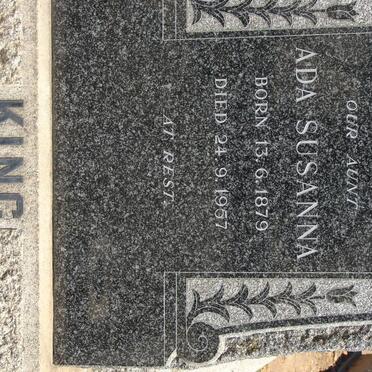 OUR AUNT
ADA SUSANNA
BORN 13.6.1879
DIED 24.9.1957
AT REST.
KING